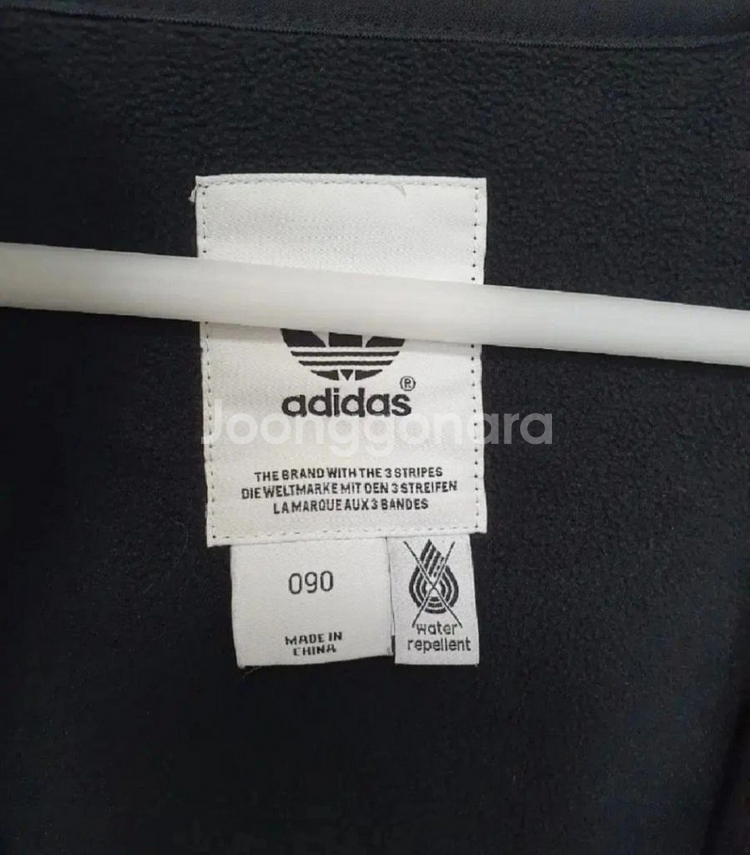 adidas®
Joonggonara
THE BRAND WITH THE 3 STRIPES
DIE WELTMARKE MIT DEN 3 STREIFEN
LA MARQUE AUX 3 BANDES
090
MADE IN
CHINA
water
repellent